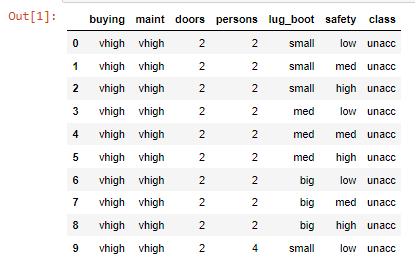 Out[1]:
buying maint doors persons lug_boot safety class
0 vhigh vhigh 2 2 small low unacc
1 vhigh vhigh 2 2 small med unacc
2 vhigh vhigh 2 2 small high unacc
3 vhigh vhigh 2 2 med low unacc
4 vhigh vhigh 2 2 med med unacc
5 vhigh vhigh 2 2 med high unacc
6 vhigh vhigh 2 2 big low unacc
7 vhigh vhigh 2 2 big med unacc
8 vhigh vhigh 2 2 big high unacc
9 vhigh vhigh 2 4 small low unacc